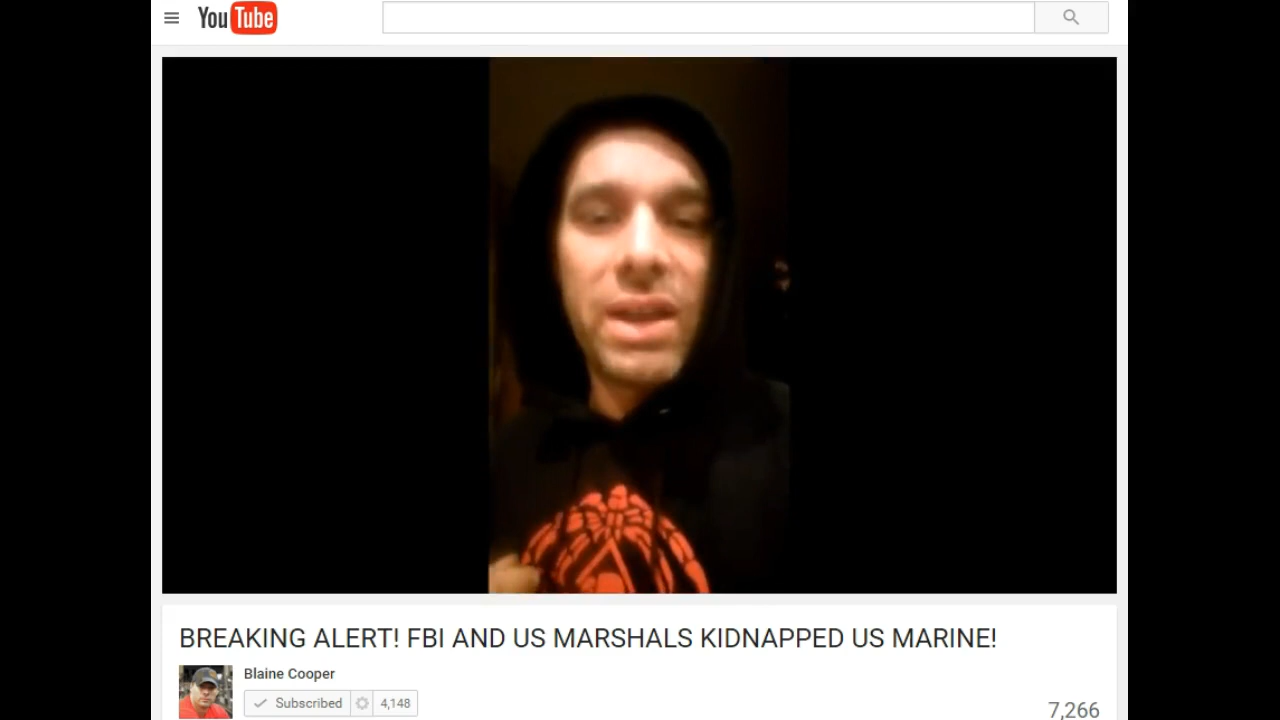 YouTube
BREAKING ALERT! FBI AND US MARSHALS KIDNAPPED US MARINE!
Blaine Cooper
Subscribed 4,148
7,266